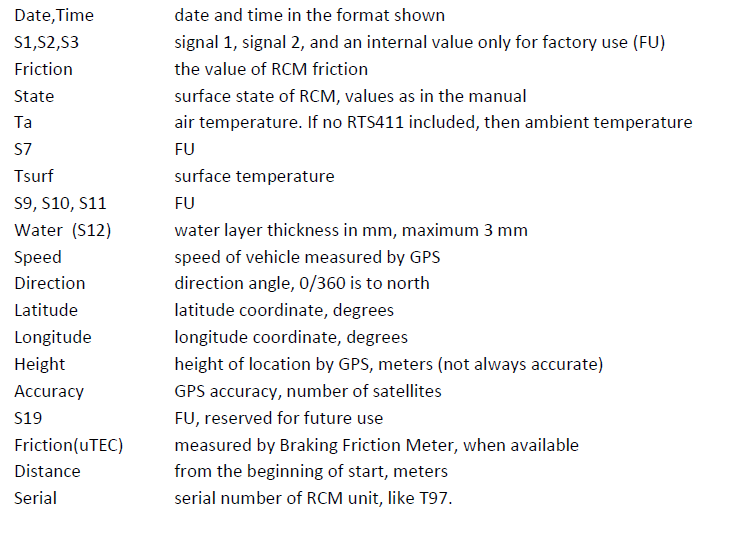 Date,Time date and time in the format shown
S1,S2,S3 signal 1, signal 2, and an internal value only for factory use (FU)
Friction the value of RCM friction
State surface state of RCM, values as in the manual
Ta air temperature. If no RTS411 included, then ambient temperature
S7 FU
Tsurf surface temperature
S9, S10, S11 FU
Water (S12) water layer thickness in mm, maximum 3 mm
Speed speed of vehicle measured by GPS
Direction direction angle, 0/360 is to north
Latitude latitude coordinate, degrees
Longitude longitude coordinate, degrees
Height height of location by GPS, meters (not always accurate)
Accuracy GPS accuracy, number of satellites
S19 FU, reserved for future use
Friction(uTEC) measured by Braking Friction Meter, when available
Distance from the beginning of start, meters
Serial serial number of RCM unit, like T97.